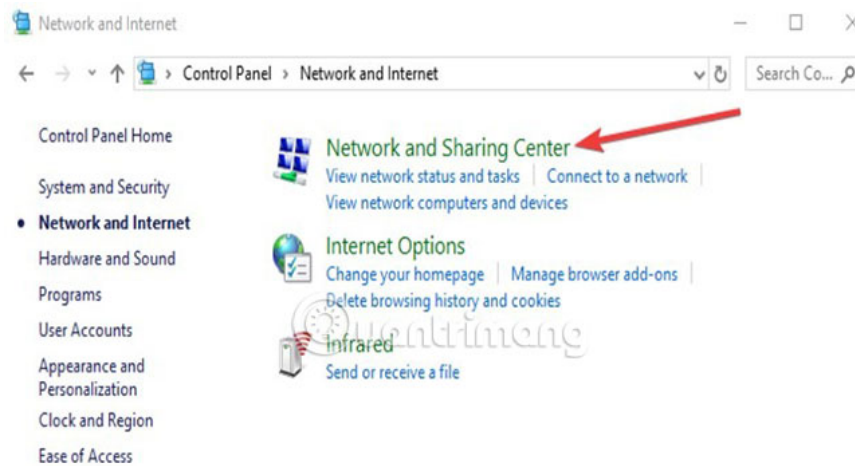 Network and Internet
Control Panel › Network and Internet
Search Co...
Control Panel Home
System and Security
• Network and Internet
Hardware and Sound
Programs
User Accounts
Appearance and
Personalization
Clock and Region
Ease of Access
Network and Sharing Center
View network status and tasks | Connect to a network |
View network computers and devices
Internet Options
Change your homepage | Manage browser add-ons |
Delete browsing history and cookies
Quantrimang
Infrared
Send or receive a file